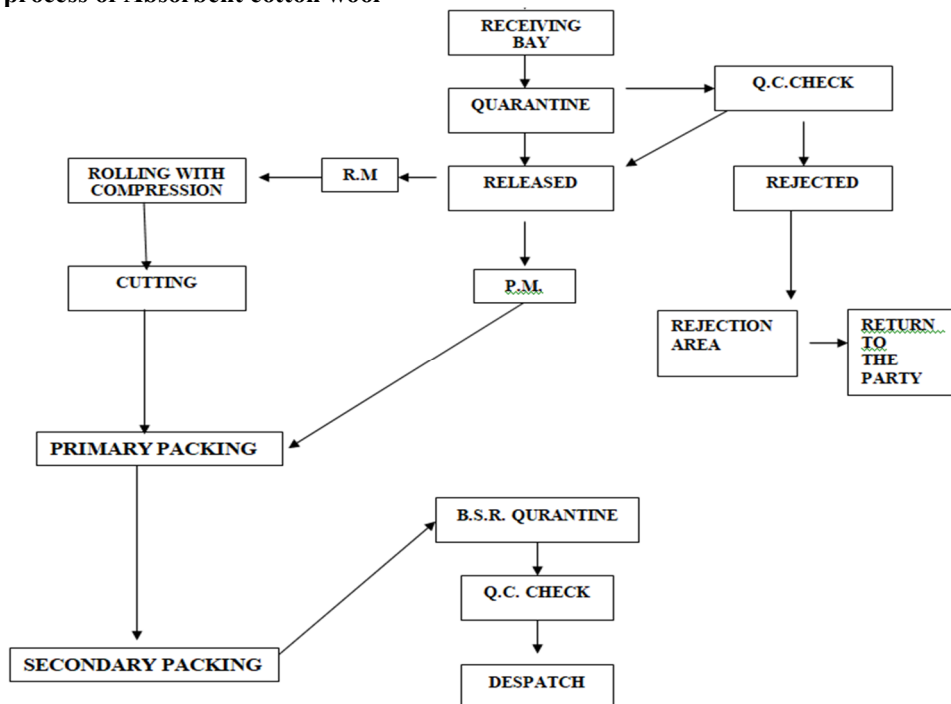 process of Absorbent cotton wool
RECEIVING
BAY
Q.C.CHECK
QUARANTINE
ROLLING WITH
COMPRESSION
R.M
RELEASED
REJECTED
CUTTING
P.M.
REJECTION
AREA
RETURN
TO
THE
PARTY
PRIMARY PACKING
B.S.R. QURANTINE
Q.C. CHECK
SECONDARY PACKING
DESPATCH